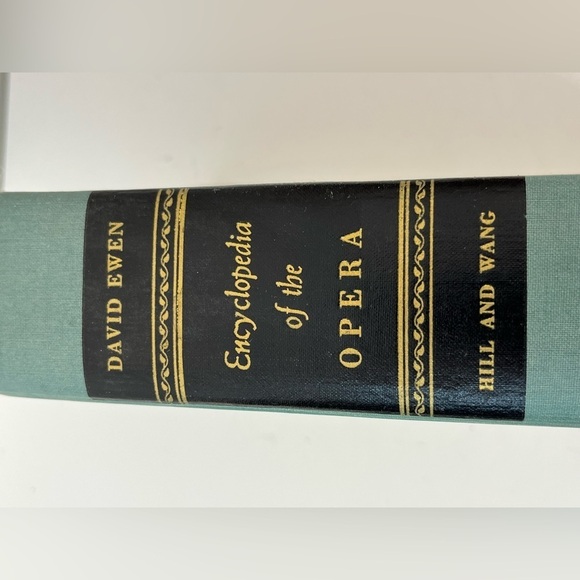 DAVID EWEN
Encyclopedia
of the
OPERA
HILL AND WANG